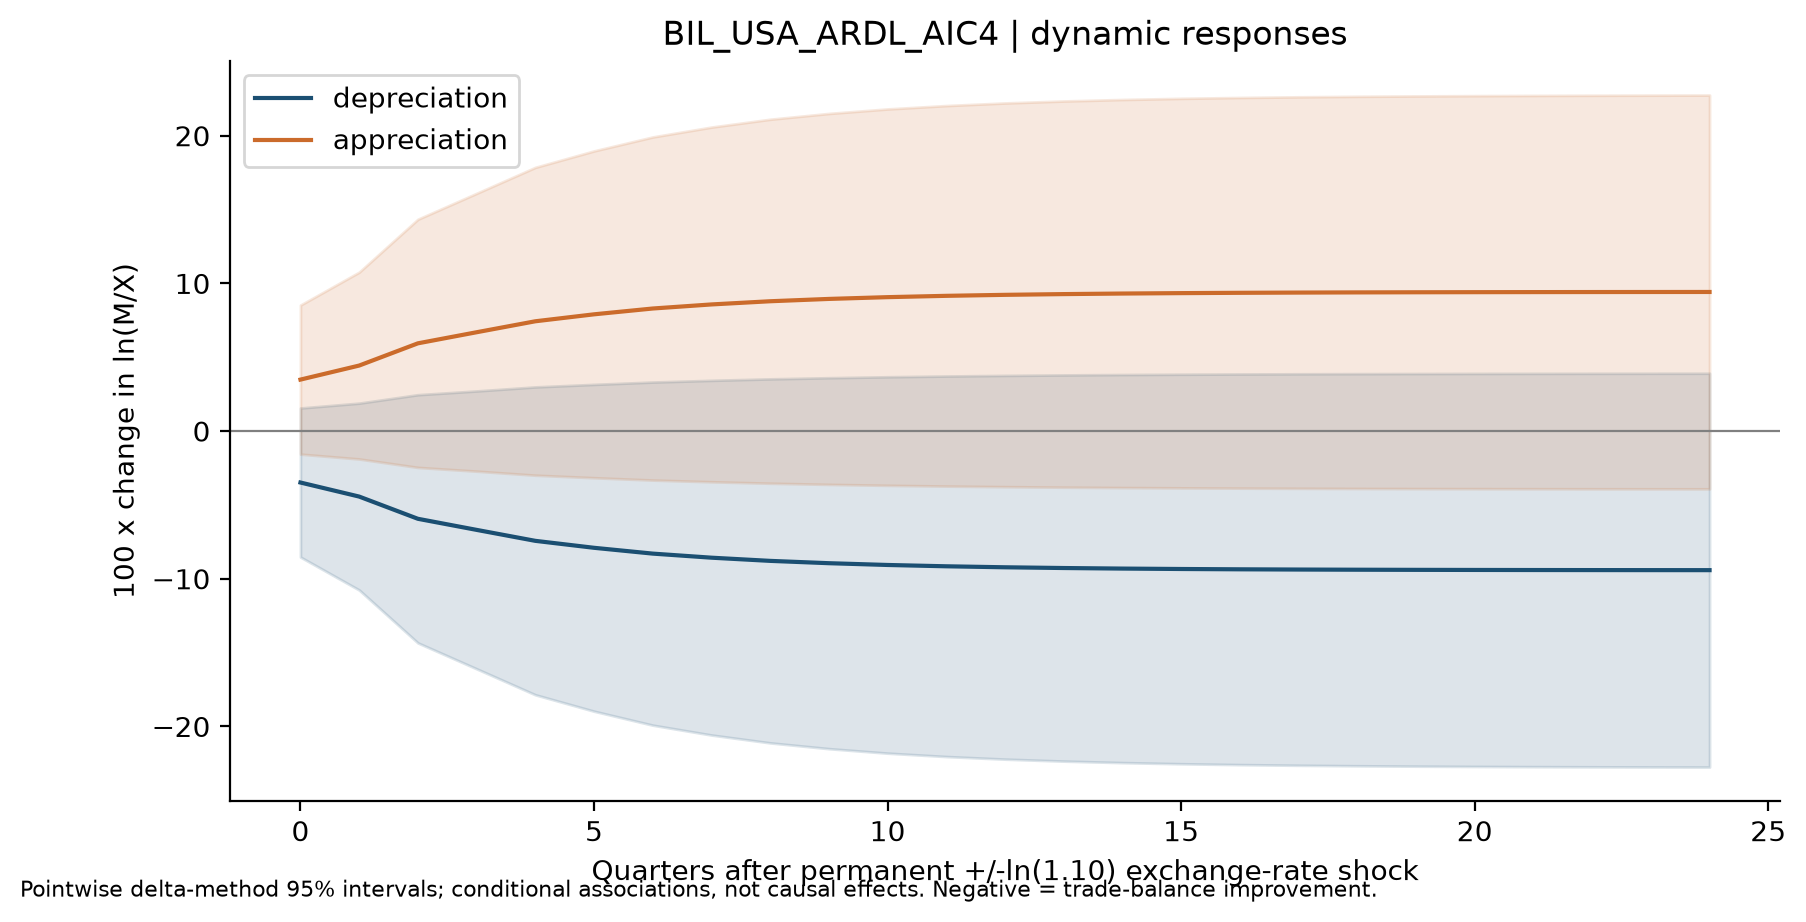 BIL_USA_ARDL_AIC4 | dynamic responses
depreciation
appreciation
100 x change in ln(M/X)
20
10
0
−10
−20
0
5
10
15
20
25
Quarters after permanent +/-ln(1.10) exchange-rate shock
Pointwise delta-method 95% intervals; conditional associations, not causal effects. Negative = trade-balance improvement.